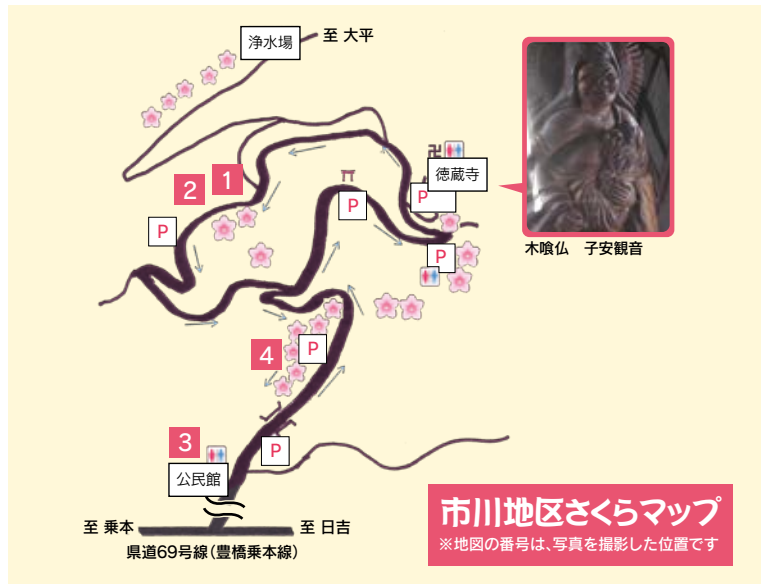 浄水場
至 大平
卍
徳蔵寺
2
1
P
P
P
P
木喰仏　子安観音
4
P
3
P
公民館
至 乗本
至 日吉
県道69号線（豊橋乗本線）
市川地区さくらマップ
※地図の番号は、写真を撮影した位置です